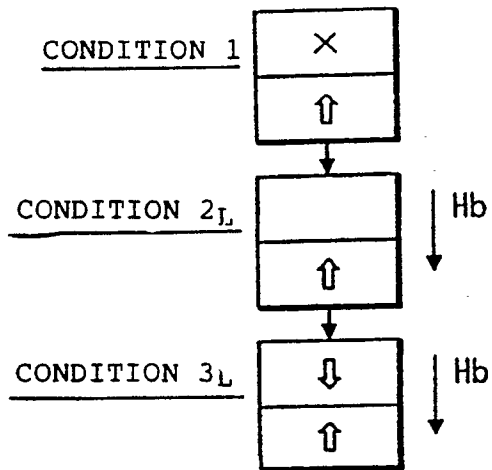 CONDITION 1
×
CONDITION 2L
Hb
CONDITION 3L
Hb